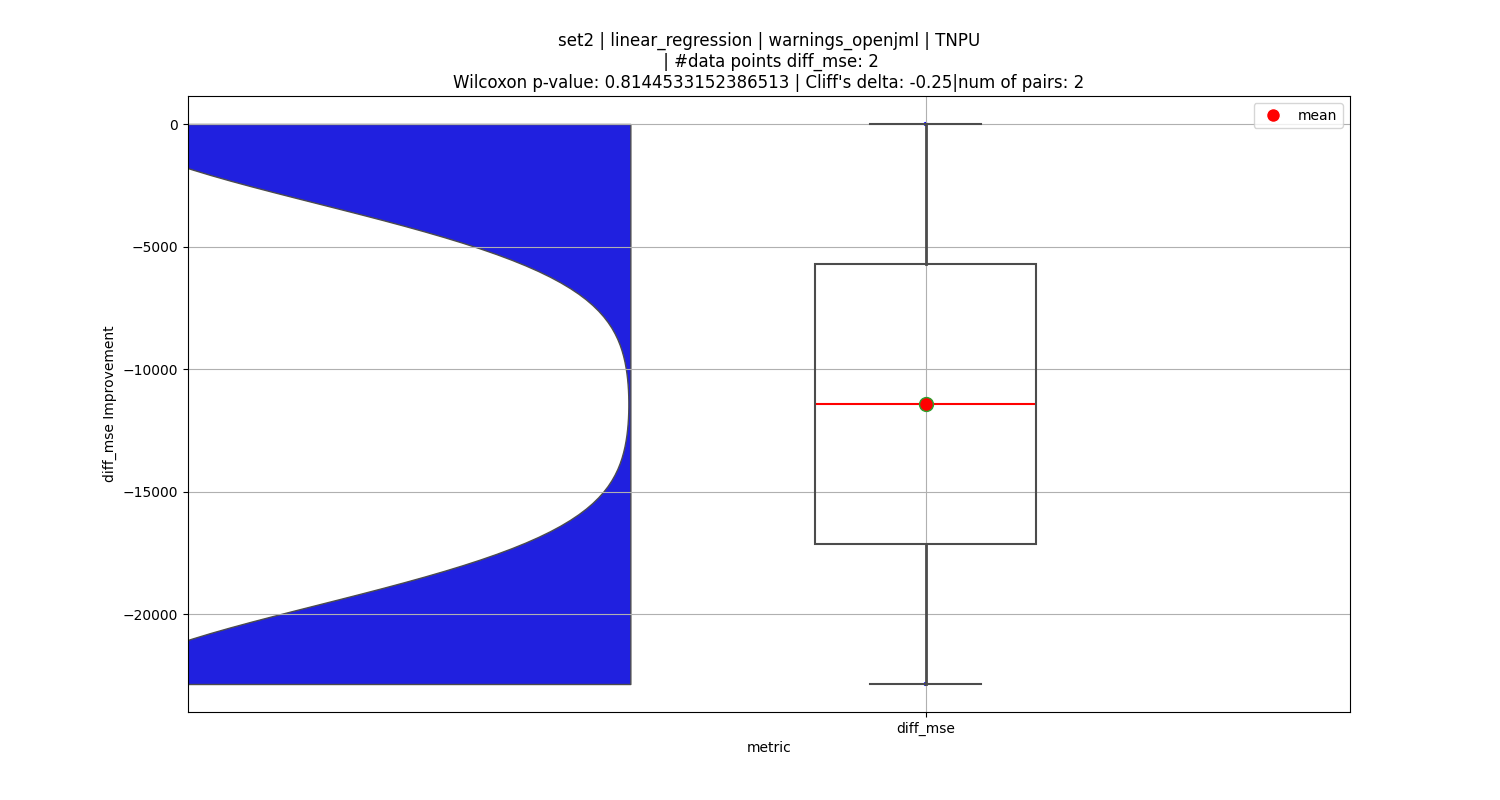 set2 | linear_regression | warnings_openjml | TNPU
| #data points diff_mse: 2
Wilcoxon p-value: 0.8144533152386513 | Cliff's delta: -0.25|num of pairs: 2
mean
0
−5000
−10000
−15000
−20000
diff_mse Improvement
diff_mse
metric